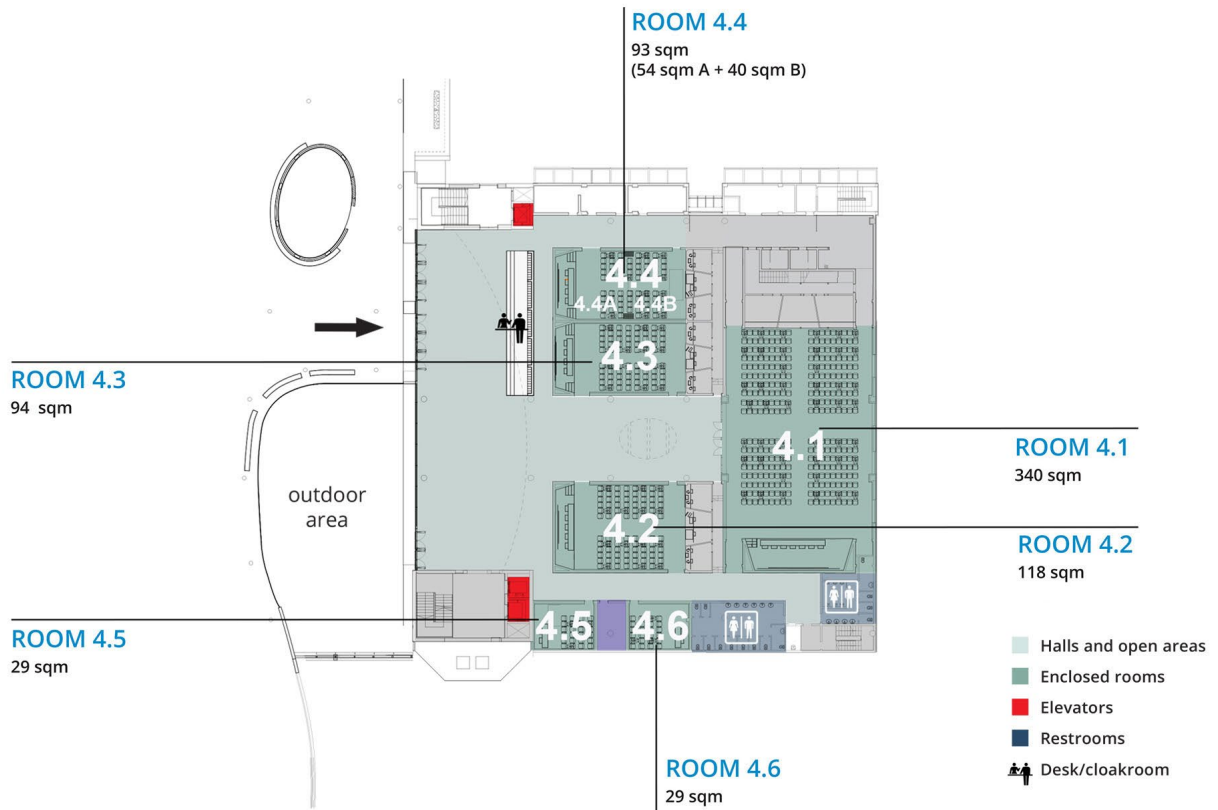 ROOM 4.4
93 sqm
(54 sqm A + 40 sqm B)
4.4
4.4A 4.4B
4.3
ROOM 4.3
94 sqm
4.1
ROOM 4.1
340 sqm
outdoor
area
4.2
ROOM 4.2
118 sqm
4.5
4.6
ROOM 4.5
29 sqm
ROOM 4.6
29 sqm
Halls and open areas
Enclosed rooms
Elevators
Restrooms
Desk/cloakroom